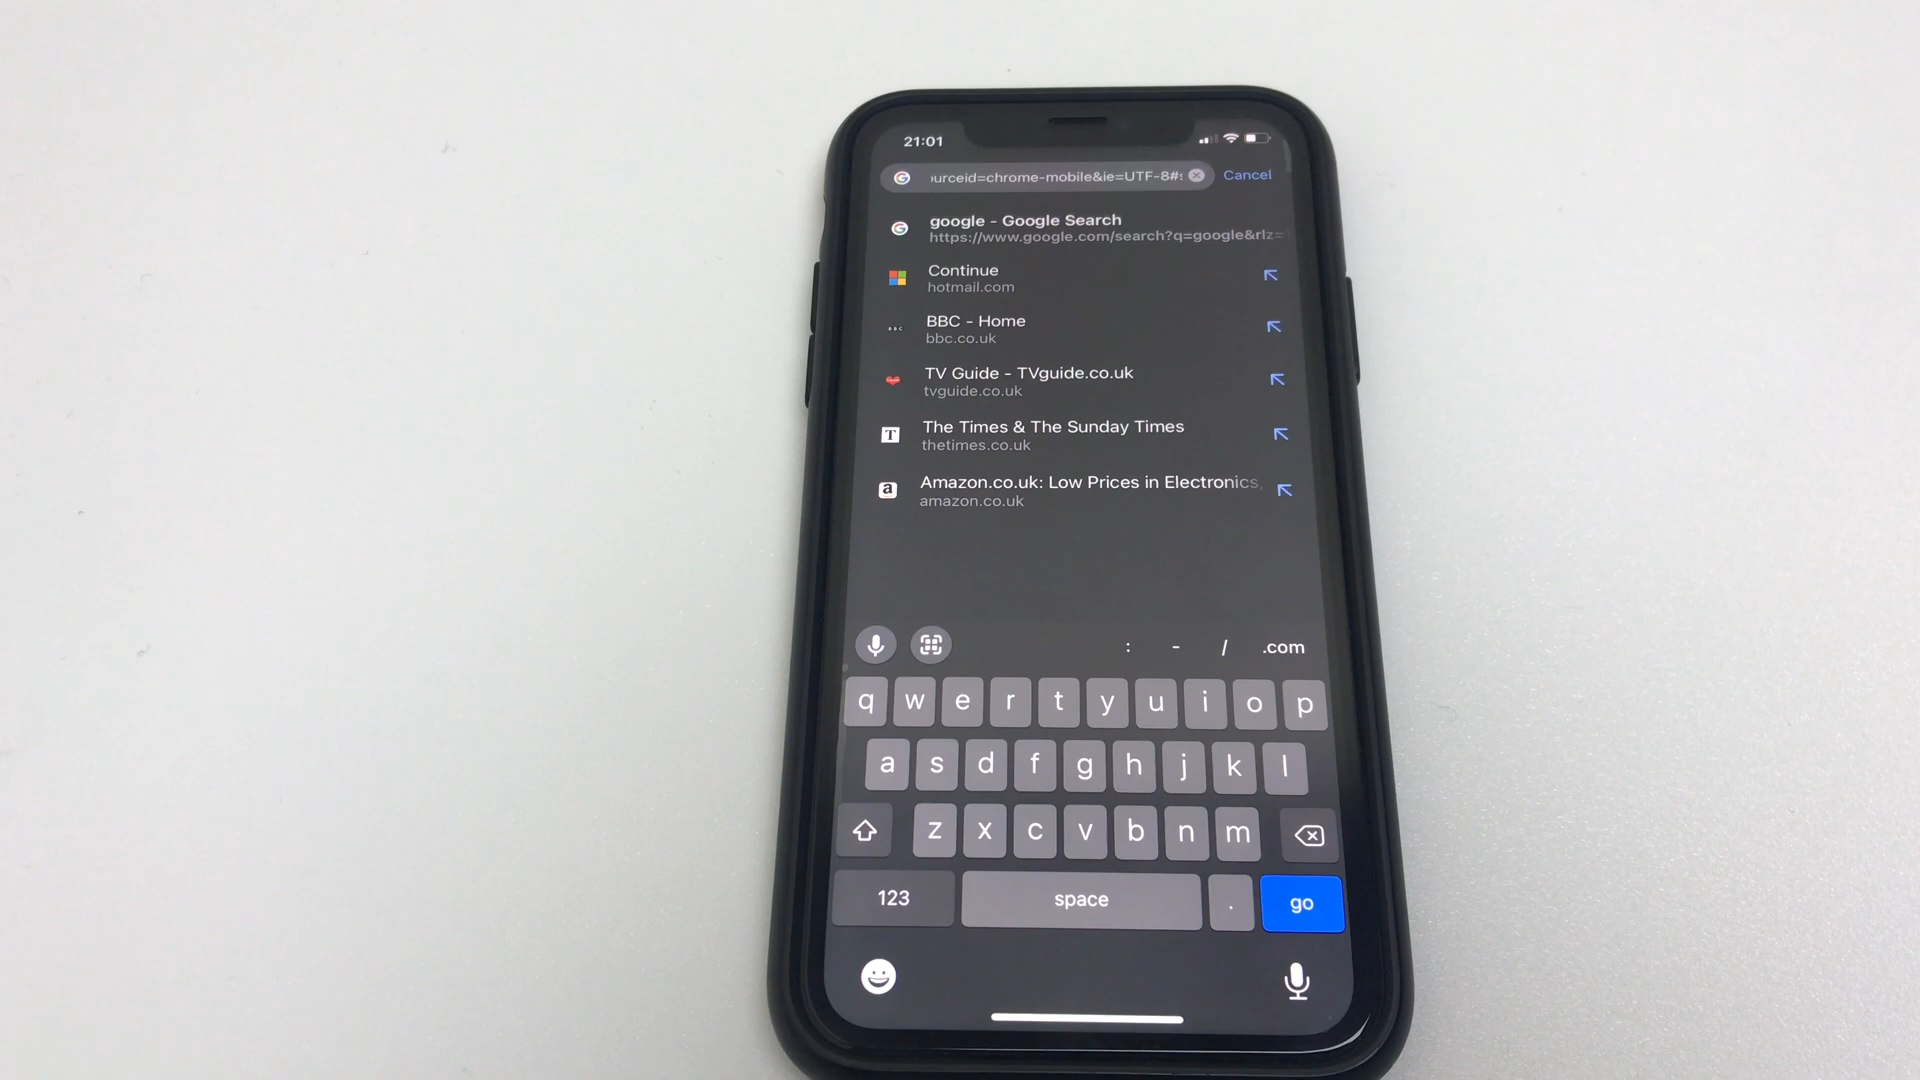 21:01
urceid=chrome-mobile&ie=UTF-8#
Cancel
google - Google Search
https://www.google.com/search?q=google&rlz=
Continue
hotmail.com
BBC - Home
BBC
bbc.co.uk
TV Guide - TVguide.co.uk
tvguide.co.uk
The Times & The Sunday Times
T
thetimes.co.uk
Amazon.co.uk: Low Prices in Electronics,
a
amazon.co.uk
: - / .com
q w e r t y u i o p
a s d f g h j k l
z x c v b n m
123 space . go